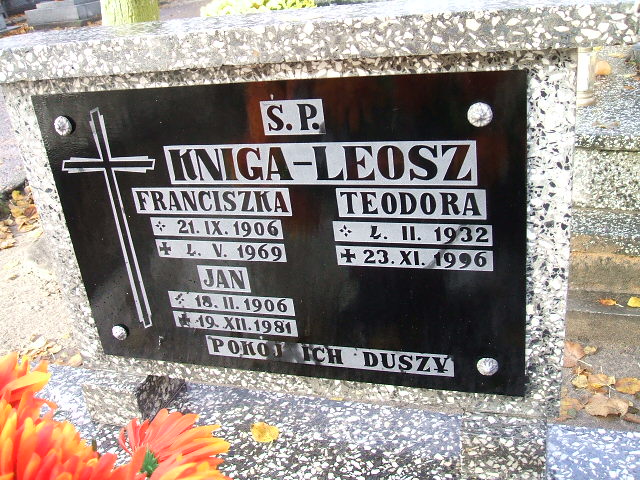 S.P.
KNIGA-LEOSZ
FRANCISZKA
21.IX.1906
4.V.1969
TEODORA
4.II.1932
23.XI.1996
JAN
18.II.1906
19.XII.1981
POKÓJ ICH DUSZY